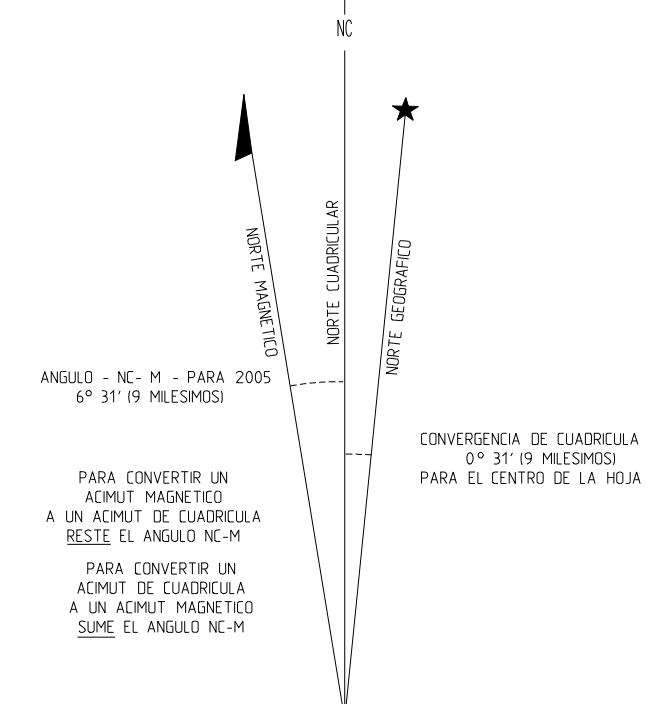 NC
NORTE MAGNETICO
NORTE CUADRICULAR
NORTE GEOGRAFICO
ANGULO - NC- M - PARA 2005
6° 31' (9 MILESIMOS)
CONVERGENCIA DE CUADRICULA
0° 31' (9 MILESIMOS)
PARA EL CENTRO DE LA HOJA
PARA CONVERTIR UN
ACIMUT MAGNETICO
A UN ACIMUT DE CUADRICULA
RESTE EL ANGULO NC-M
PARA CONVERTIR UN
ACIMUT DE CUADRICULA
A UN ACIMUT MAGNETICO
SUME EL ANGULO NC-M